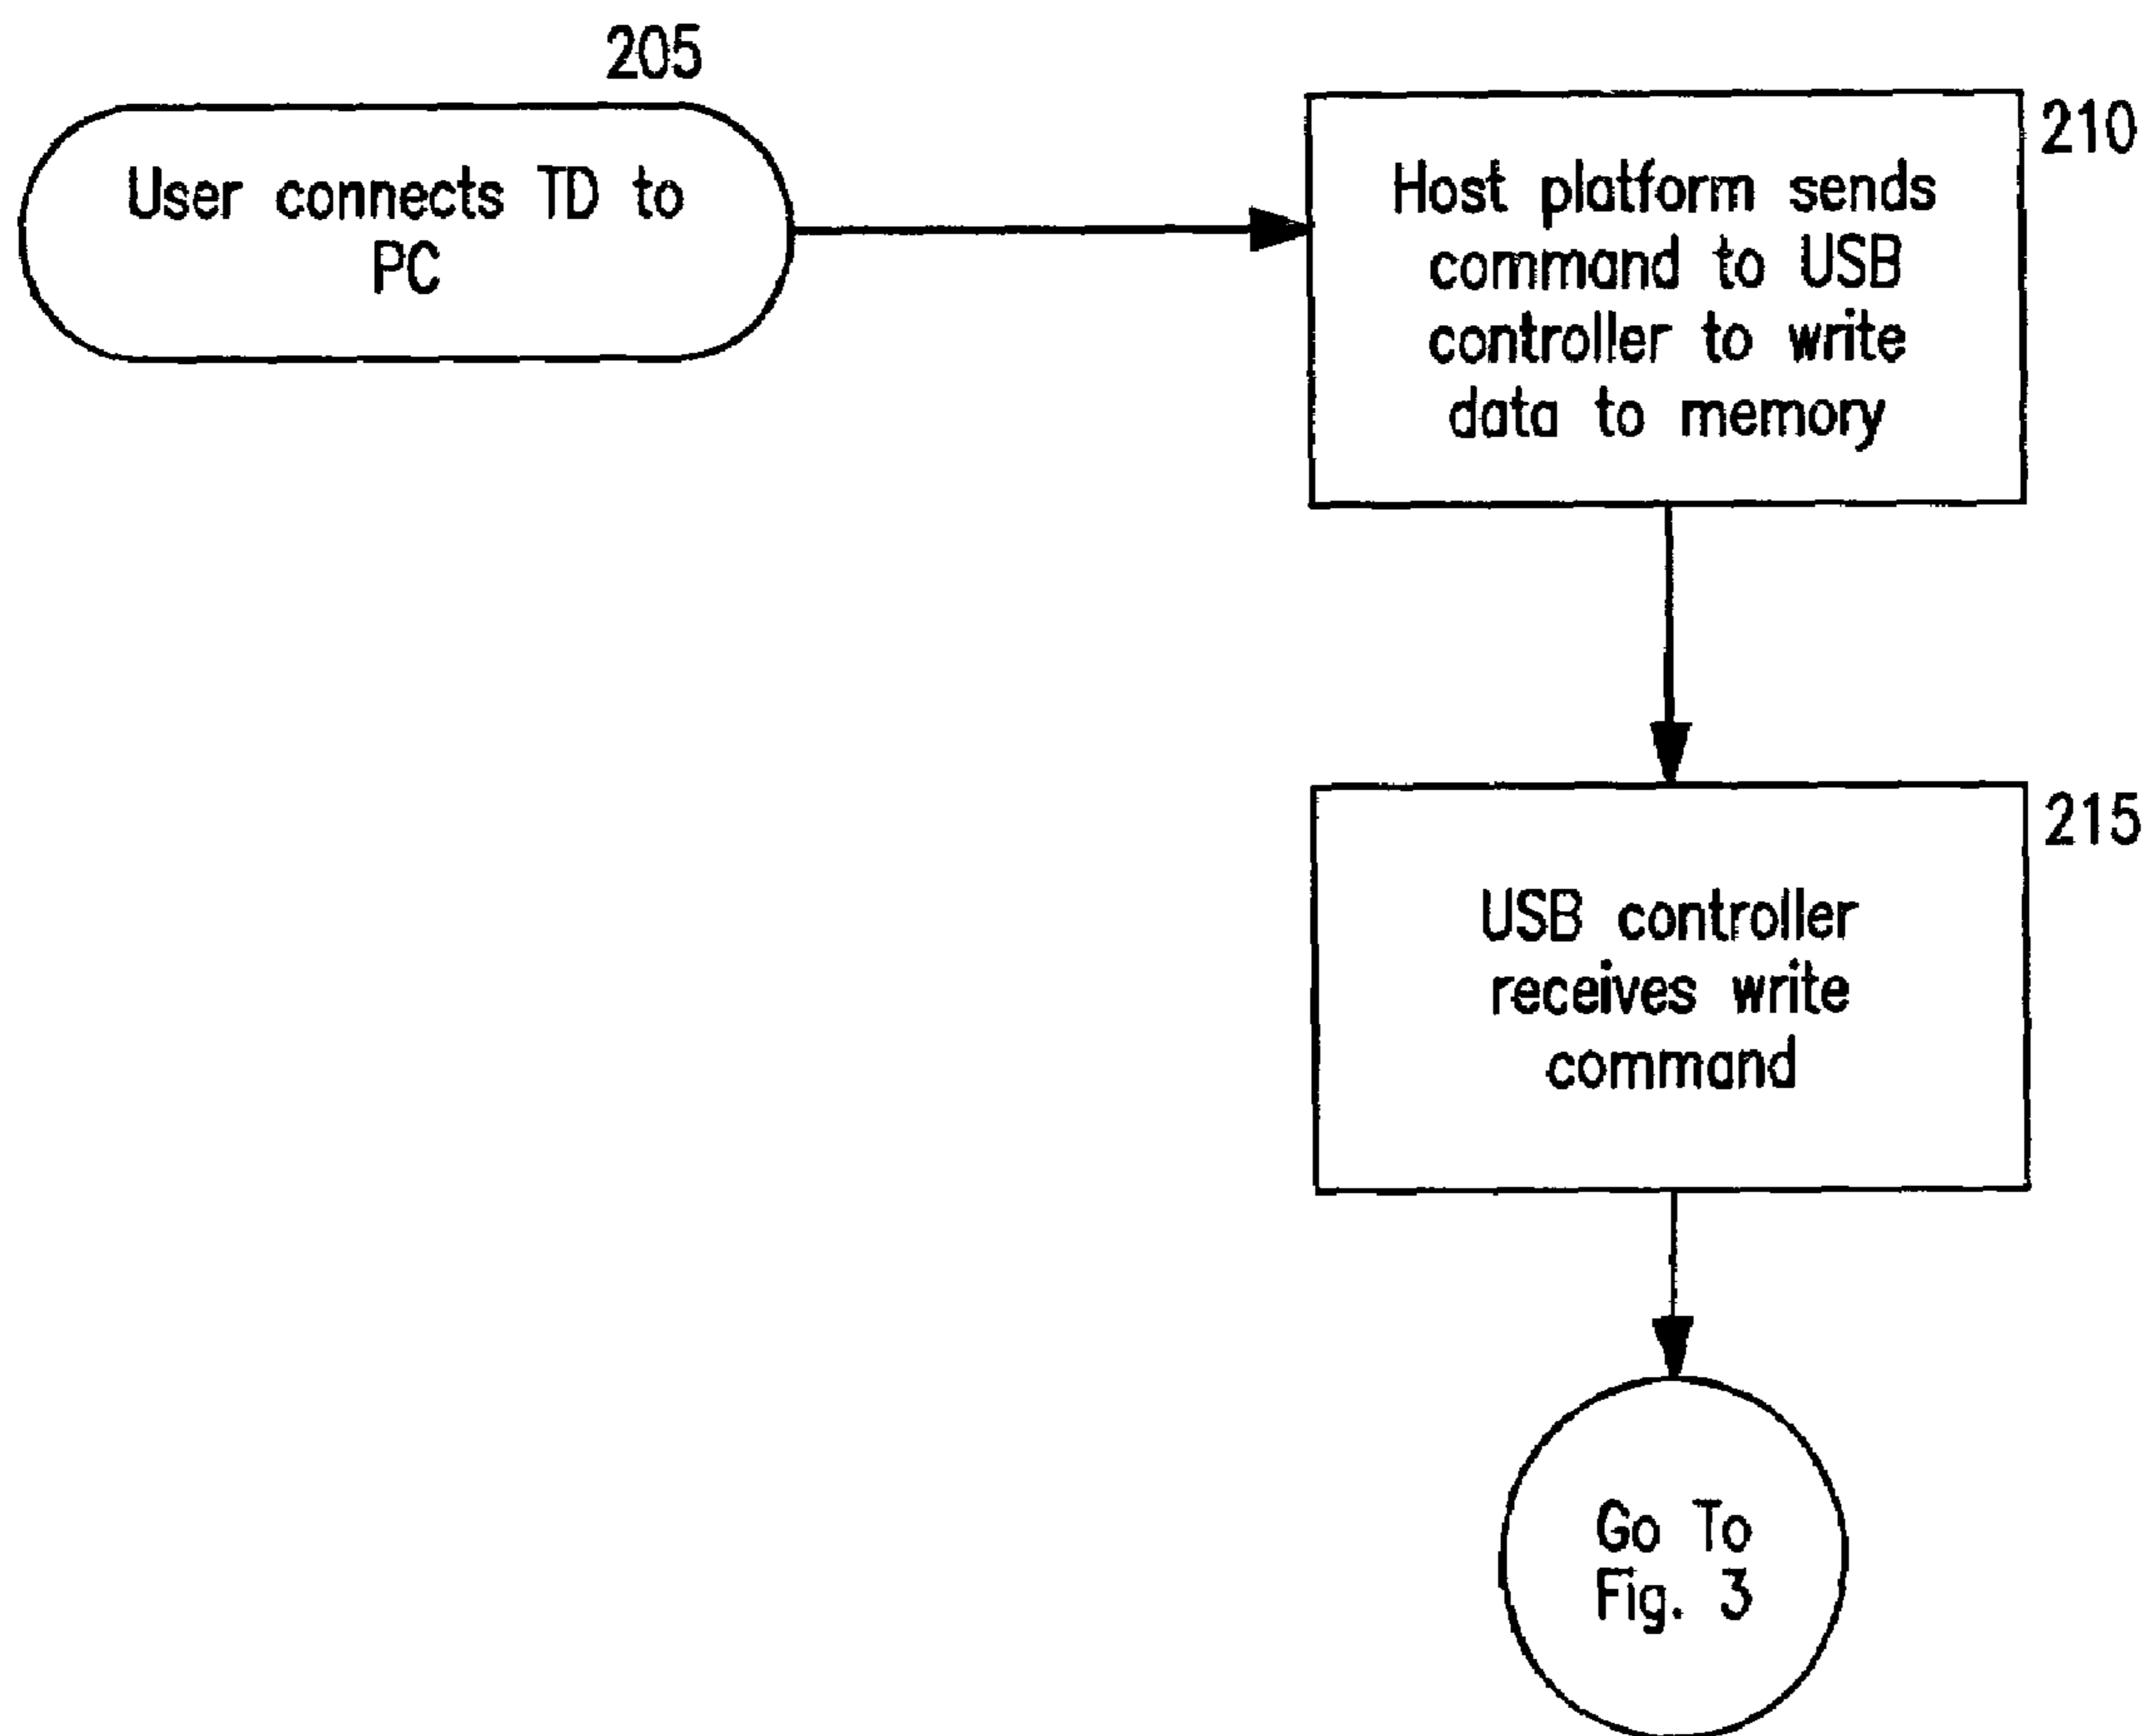 205
User connects TD to
PC
210
Host platform sends
command to USB
controller to write
data to memory
215
USB controller
receives write
command
Go To
Fig. 3